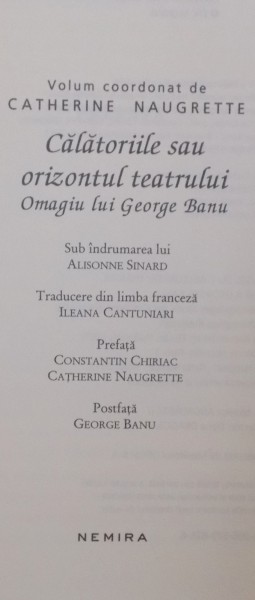 Volum coordonat de
CATHERINE NAUGRETTE
Călătoriile sau
orizontul teatrului
Omagiu lui George Banu
Sub îndrumarea lui
ALISONNE SINARD
Traducere din limba franceză
ILEANA CANTUNIARI
Prefață
CONSTANTIN CHIRIAC
CATHERINE NAUGRETTE
Postfață
GEORGE BANU
NEMIRA